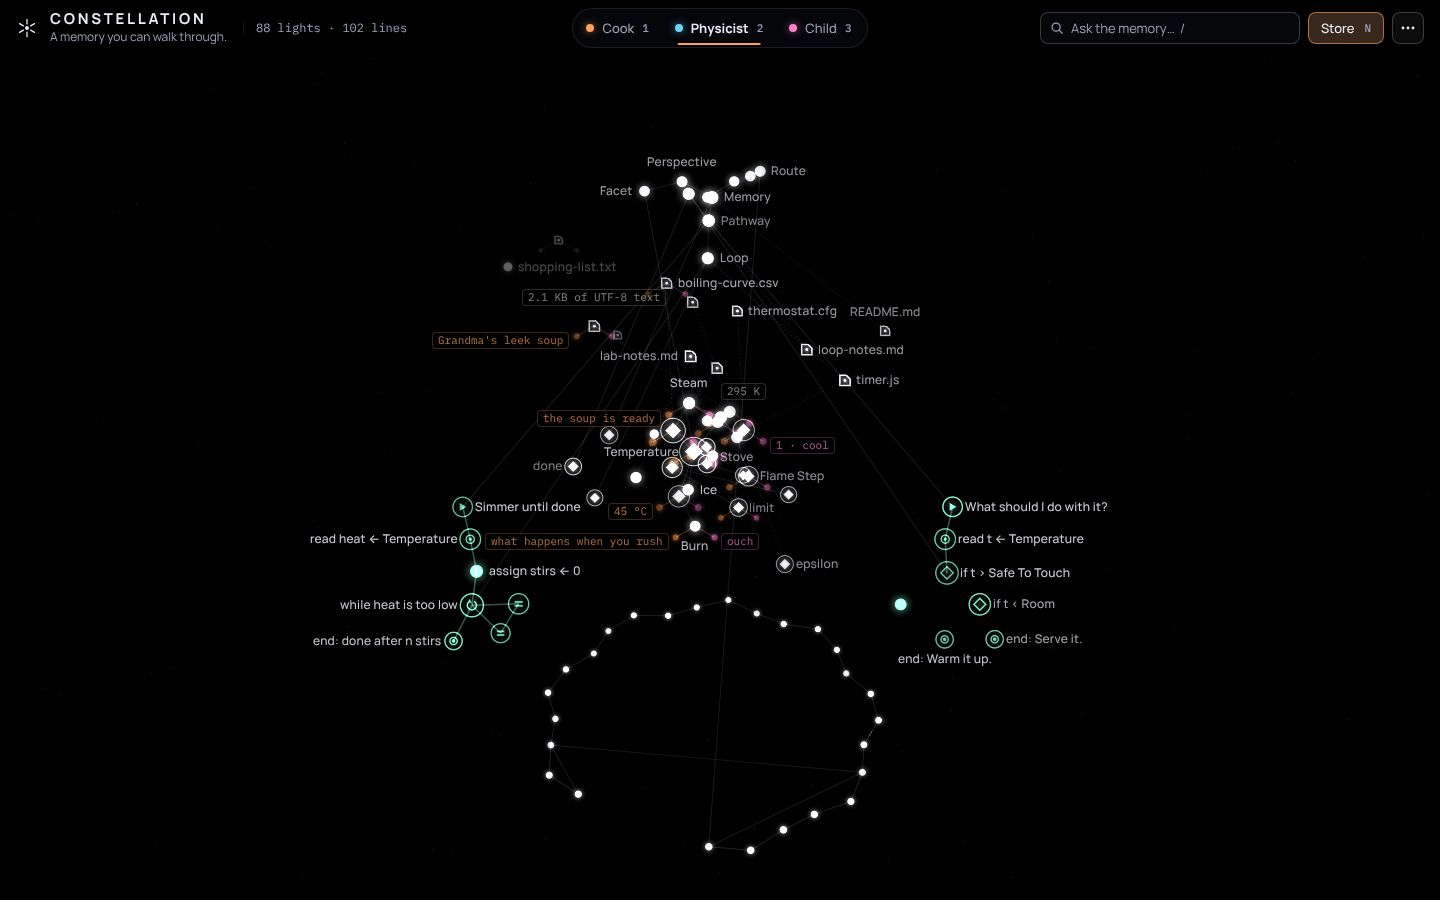 CONSTELLATION
A memory you can walk through.
88 lights · 102 lines
Cook 1
Physicist 2
Child 3
Ask the memory... /
Store N
Perspective
Route
Facet
Memory
Pathway
Loop
shopping-list.txt
boiling-curve.csv
2.1 KB of UTF-8 text
thermostat.cfg
README.md
Grandma's leek soup
loop-notes.md
lab-notes.md
timer.js
Steam
295 K
the soup is ready
1 · cool
Temperature
Stove
done
Flame Step
Ice
45 °C
limit
Simmer until done
What should I do with it?
read heat ← Temperature
what happens when you rush
Burn
ouch
read t ← Temperature
epsilon
assign stirs ← 0
if t > Safe To Touch
while heat is too low
if t < Room
end: done after n stirs
end: Serve it.
end: Warm it up.